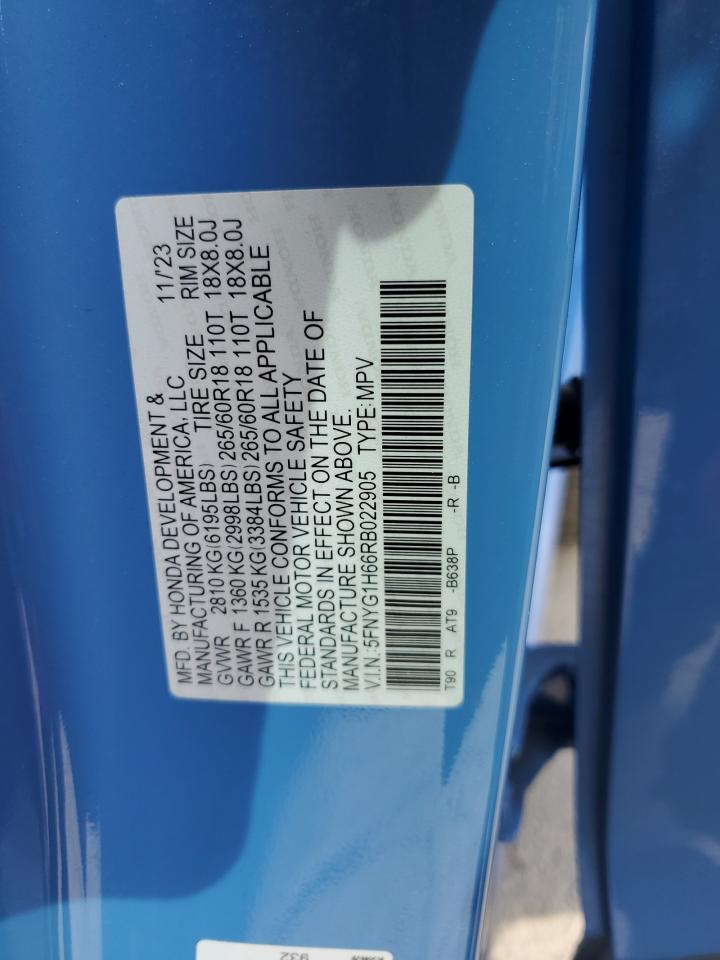 MFD. BY HONDA DEVELOPMENT & 11/'23
MANUFACTURING OF AMERICA, LLC
TIRE SIZE RIM SIZE
GVWR 2810 KG(6195LBS)
GAWR F 1360 KG(2998LBS) 265/60R18 110T 18X8.0J
GAWR R 1535 KG(3384LBS) 265/60R18 110T 18X8.0J
THIS VEHICLE CONFORMS TO ALL APPLICABLE
FEDERAL MOTOR VEHICLE SAFETY
STANDARDS IN EFFECT ON THE DATE OF
MANUFACTURE SHOWN ABOVE.
V.I.N.:5FNYG1H66RB022905 TYPE:MPV
T90 R AT9 -B638P -R -B
932